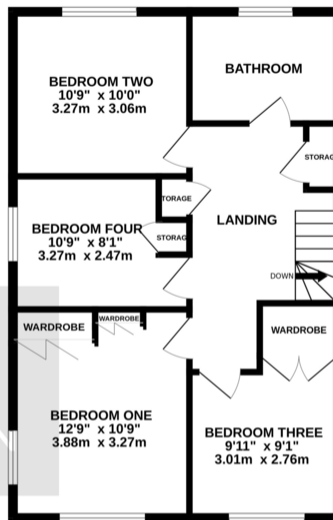 BEDROOM TWO
10'9" x 10'0"
3.27m x 3.06m
BATHROOM
STORAG
TORAGE
STORAG
LANDING
BEDROOM FOUR
10'9" x 8'1"
3.27m x 2.47m
DOWN
WARDROBE
WARDROBE
WARDROBE
BEDROOM ONE
12'9" x 10'9"
3.88m x 3.27m
BEDROOM THREE
9'11" x 9'1"
3.01m x 2.76m